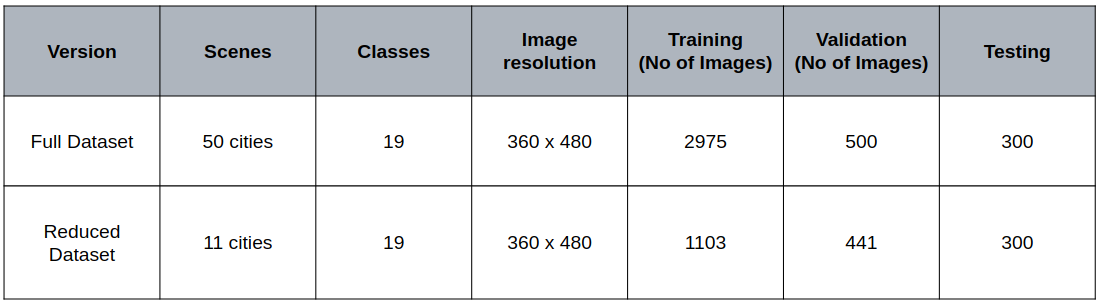 Version Scenes Classes Image resolution Training (No of Images) Validation (No of Images) Testing
Full Dataset 50 cities 19 360 x 480 2975 500 300
Reduced Dataset 11 cities 19 360 x 480 1103 441 300